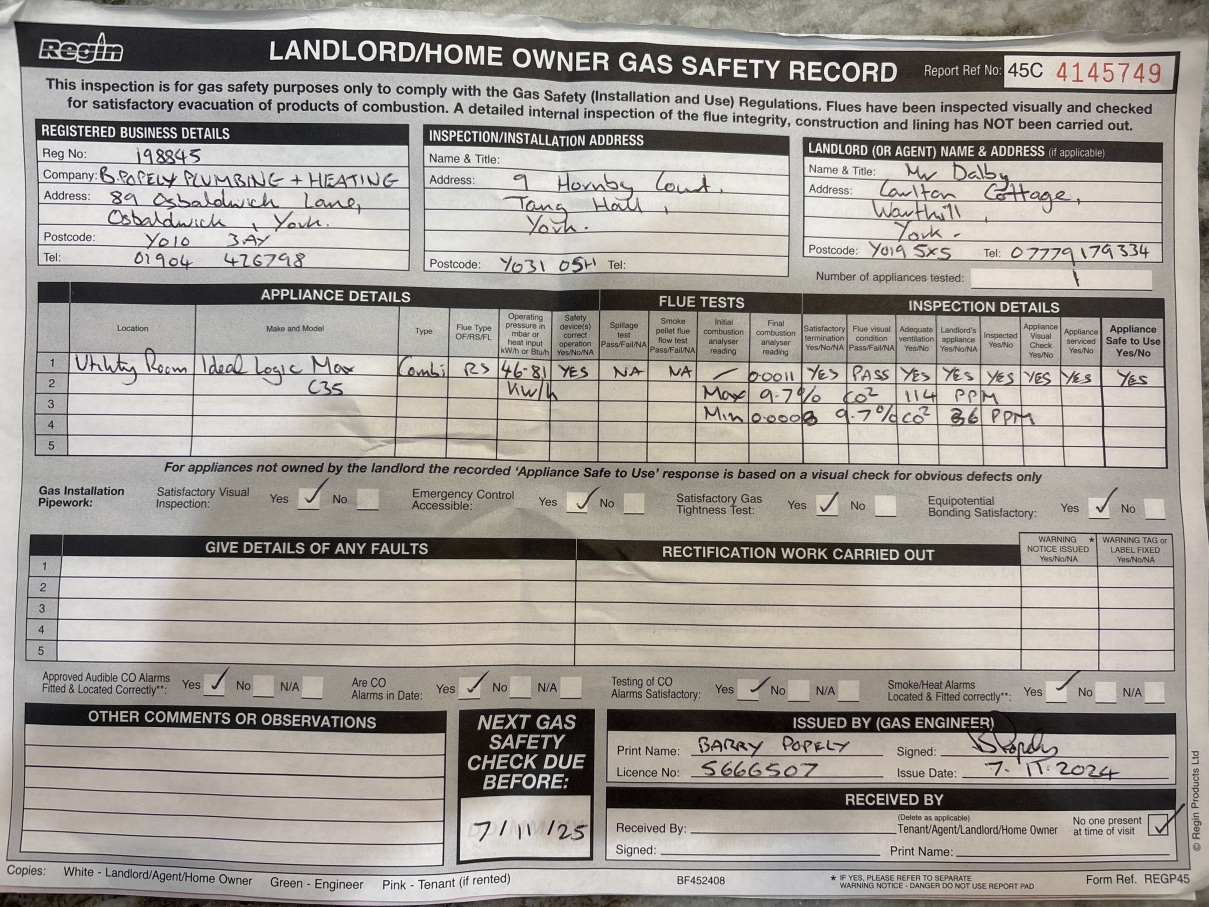 Regin
LANDLORD/HOME OWNER GAS SAFETY RECORD
Report Ref No: 45C 4145749
This inspection is for gas safety purposes only to comply with the Gas Safety (Installation and Use) Regulations. Flues have been inspected visually and checked
for satisfactory evacuation of products of combustion. A detailed internal inspection of the flue integrity, construction and lining has NOT been carried out.
REGISTERED BUSINESS DETAILS
Reg No: 198845
Company: B.POPELY PLUMBING + HEATING
Address: 89 Osbaldwick Lane,
Osbaldwick, York.
Postcode: YO10 3AY
Tel: 01904 426798
INSPECTION/INSTALLATION ADDRESS
Name & Title:
Address: 9 Hornby Court,
Tang Hall,
York.
Postcode: YO31 0SH Tel:
LANDLORD (OR AGENT) NAME & ADDRESS (if applicable)
Name & Title: Mr Dalby
Address: Carlton Cottage,
Warthill,
York.
Postcode: YO19 5XS Tel: 07779179334
Number of appliances tested: 1
APPLIANCE DETAILS FLUE TESTS INSPECTION DETAILS
Location
Make and Model
Type
Flue Type OF/RS/FL
Operating pressure in mbar or heat input kW/h or Btu/h
Safety device(s) correct operation Yes/No/NA
Spillage test Pass/Fail/NA
Smoke pellet flue flow test Pass/Fail/NA
Initial combustion analyser reading
Final combustion analyser reading
Satisfactory termination Yes/No/NA
Flue visual condition Pass/Fail/NA
Adequate ventilation Yes/No
Landlord's appliance Yes/No/NA
Inspected Yes/No
Appliance Visual Check Yes/No
Appliance serviced Yes/No
Appliance Safe to Use Yes/No
1 Utility Room Ideal Logic Max Combi RS 46-81 YES NA NA / 0.0011 YES PASS YES YES YES YES YES YES
2 C35 KW/h Max 9.7% CO² 114 PPM
3 Min 0.0008 9.7% CO² 86 PPM
4
5
For appliances not owned by the landlord the recorded 'Appliance Safe to Use' response is based on a visual check for obvious defects only
Gas Installation Pipework: Satisfactory Visual Inspection: Yes ✓ No Emergency Control Accessible: Yes ✓ No Satisfactory Gas Tightness Test: Yes ✓ No Equipotential Bonding Satisfactory: Yes ✓ No
GIVE DETAILS OF ANY FAULTS RECTIFICATION WORK CARRIED OUT
WARNING * NOTICE ISSUED Yes/No/NA
WARNING TAG or LABEL FIXED Yes/No/NA
1
2
3
4
5
Approved Audible CO Alarms Fitted & Located Correctly**: Yes ✓ No N/A Are CO Alarms in Date: Yes ✓ No N/A Testing of CO Alarms Satisfactory: Yes ✓ No N/A Smoke/Heat Alarms Located & Fitted correctly**: Yes ✓ No N/A
OTHER COMMENTS OR OBSERVATIONS
NEXT GAS
SAFETY
CHECK DUE
BEFORE:
7/11/25
ISSUED BY (GAS ENGINEER)
Print Name: BARRY POPELY Signed: B Popely
Licence No: 5666507 Issue Date: 7.11.2024
RECEIVED BY
Received By: (Delete as applicable) Tenant/Agent/Landlord/Home Owner No one present at time of visit ✓
Signed: Print Name:
© Regin Products Ltd
Copies: White - Landlord/Agent/Home Owner Green - Engineer Pink - Tenant (if rented)
BF452408
* IF YES, PLEASE REFER TO SEPARATE
WARNING NOTICE - DANGER DO NOT USE REPORT PAD
Form Ref. REGP45